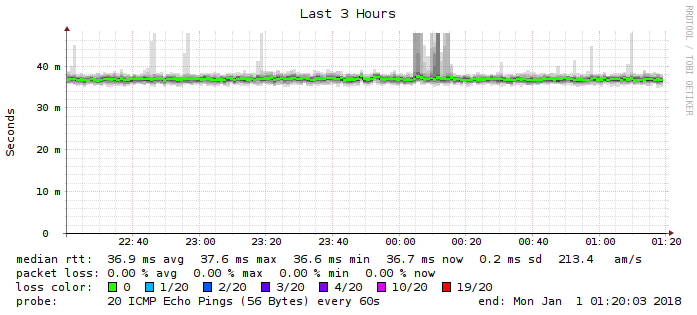 Last 3 Hours
RRDTOOL / TOBI OETIKER
Seconds
40 m
30 m
20 m
10 m
0
22:40 23:00 23:20 23:40 00:00 00:20 00:40 01:00 01:20
median rtt: 36.9 ms avg 37.6 ms max 36.6 ms min 36.7 ms now 0.2 ms sd 213.4 am/s
packet loss: 0.00 % avg 0.00 % max 0.00 % min 0.00 % now
loss color: 0 1/20 2/20 3/20 4/20 10/20 19/20
probe: 20 ICMP Echo Pings (56 Bytes) every 60s end: Mon Jan 1 01:20:03 2018